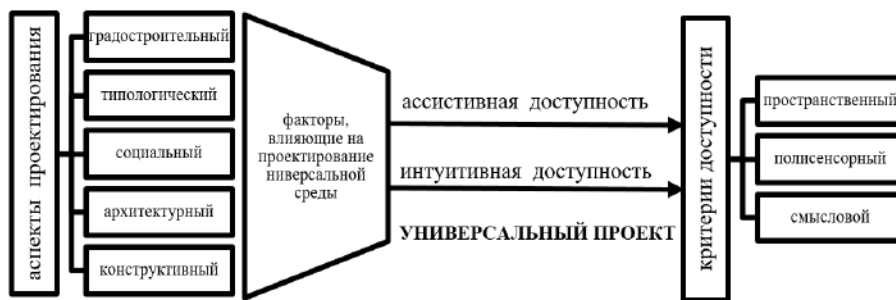 аспекты проектирования
градостроительный
типологический
социальный
архитектурный
конструктивный
факторы,
влияющие на
проектирование
ниверсальной
среды
ассистивная доступность
интуитивная доступность
УНИВЕРСАЛЬНЫЙ ПРОЕКТ
критерии доступности
пространственный
полисенсорный
смысловой